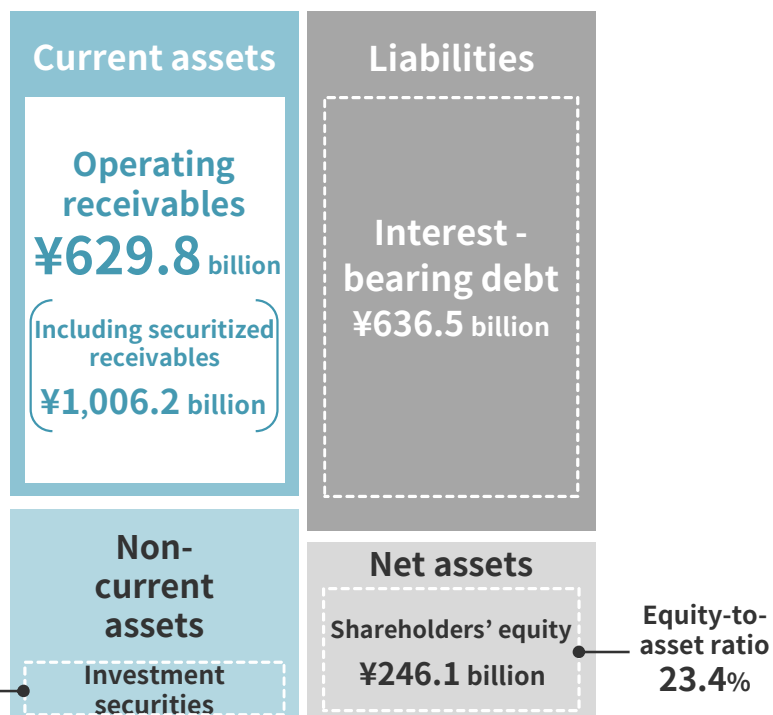 Current assets
Operating
receivables
¥629.8 billion
Including securitized
receivables
¥1,006.2 billion
Non-
current
assets
Investment
securities
Liabilities
Interest -
bearing debt
¥636.5 billion
Net assets
Shareholders’ equity
¥246.1 billion
Equity-to-
asset ratio
23.4%